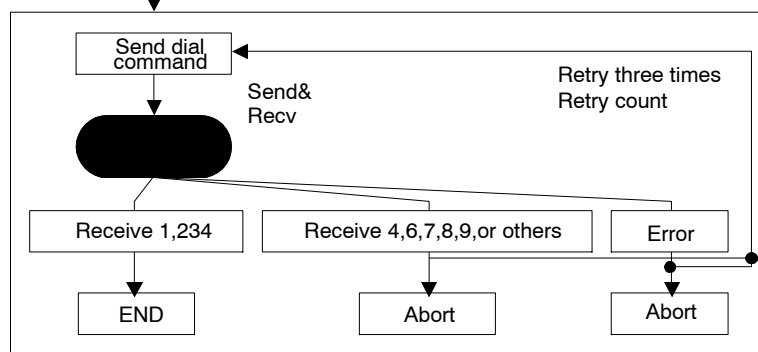 Send dial
command
Send&
Recv
Retry three times
Retry count
Receive 1,234
Receive 4,6,7,8,9,or others
Error
END
Abort
Abort